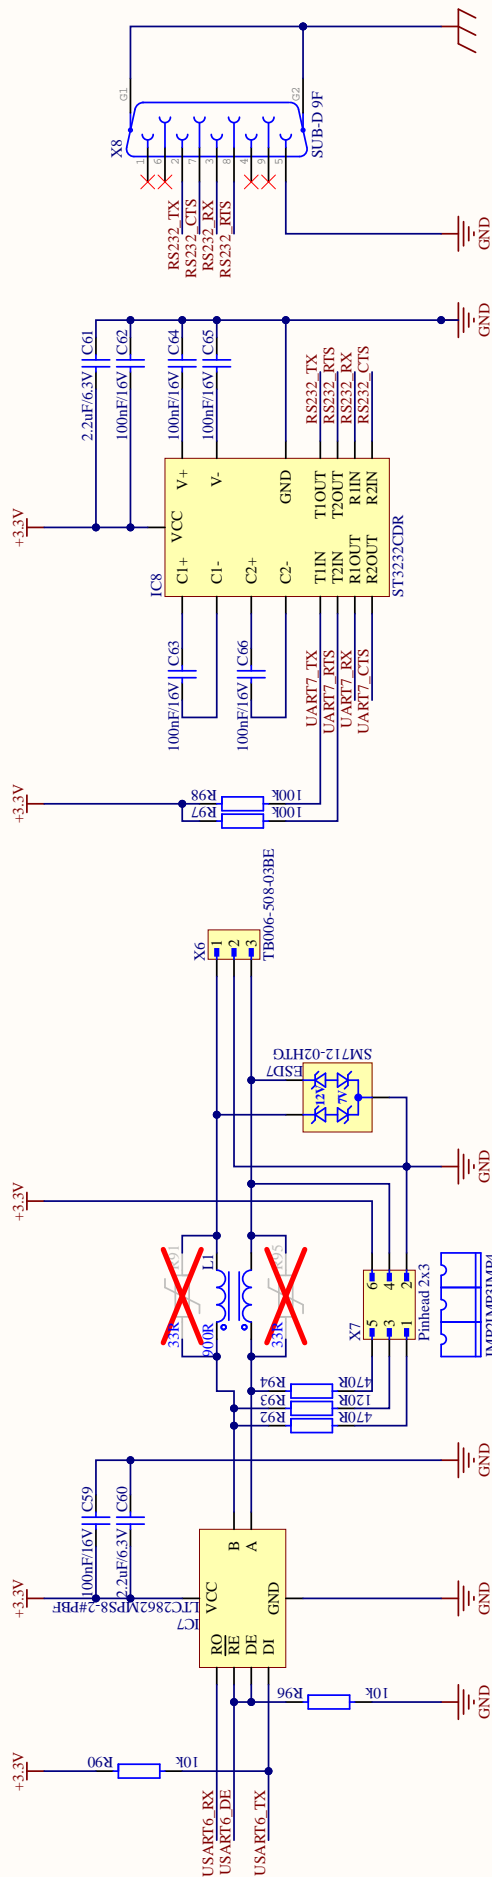 G1
G2
X8
SUB-D 9F
1
6
2
7
3
8
4
9
5
RS232_TX
RS232_CTS
RS232_RX
RS232_RTS
GND
C61
2.2uF/6.3V
C62
100nF/16V
C64
100nF/16V
C65
100nF/16V
GND
+3.3V
RS232_TX
RS232_RTS
RS232_RX
RS232_CTS
IC8
VCC
V+
V-
GND
T1OUT
T2OUT
R1IN
R2IN
C1+
C1-
C2+
C2-
T1IN
T2IN
R1OUT
R2OUT
ST3232CDR
C63
100nF/16V
C66
100nF/16V
UART7_TX
UART7_RTS
UART7_RX
UART7_CTS
+3.3V
R98
100k
R97
100k
X6
1
2
3
TB006-508-03BE
SM712-02HTG
ESD7
12V
7V
GND
+3.3V
R91
33R
L1
900R
R95
33R
X7
6
4
2
5
3
1
Pinhead 2x3
JMP2JMP3JMP4
R94
470R
R93
120R
R92
470R
GND
C59
100nF/16V
C60
2.2uF/6.3V
+3.3V
LTC2862MPS8-2#PBF
IC7
VCC
GND
B
A
RO
RE
DE
DI
GND
R96
10k
GND
+3.3V
R90
10k
USART6_RX
USART6_DE
USART6_TX